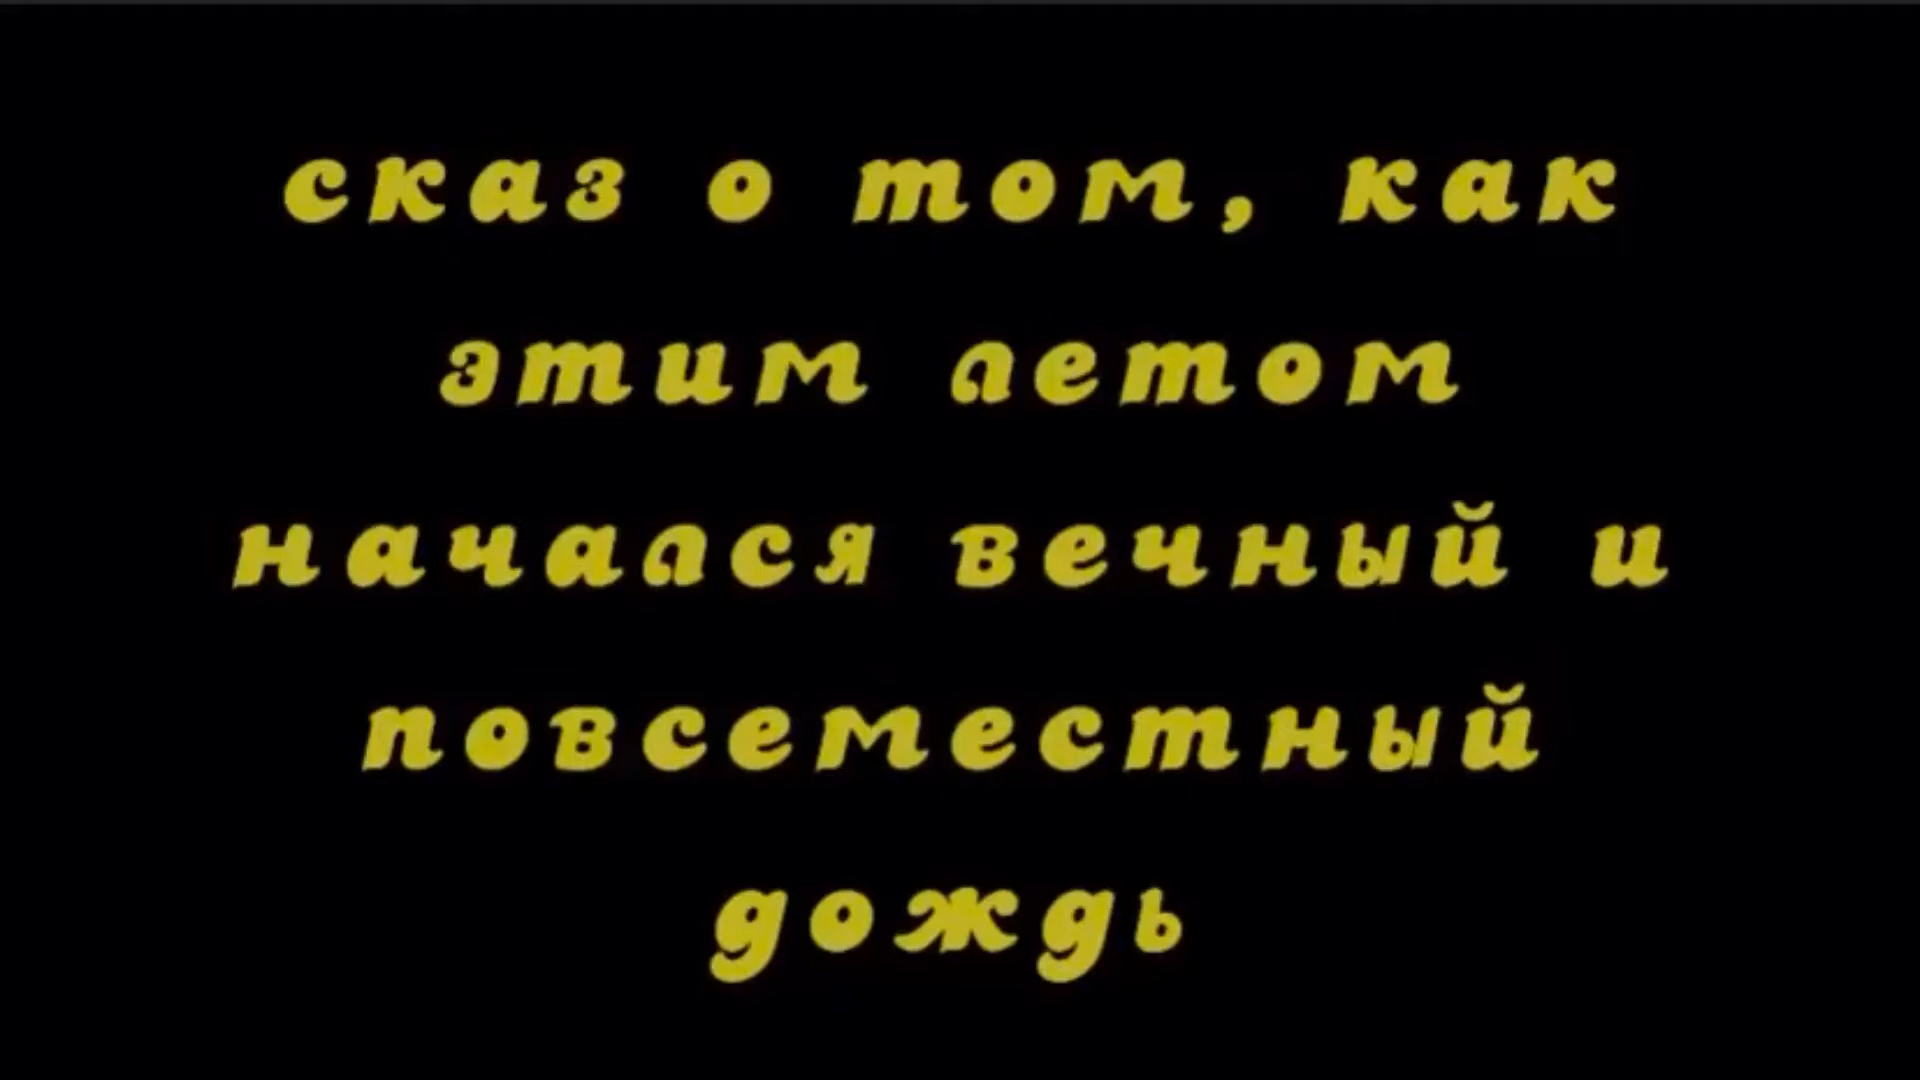 сказ о том, как
этим летом
начался вечный и
повсеместный
дождь